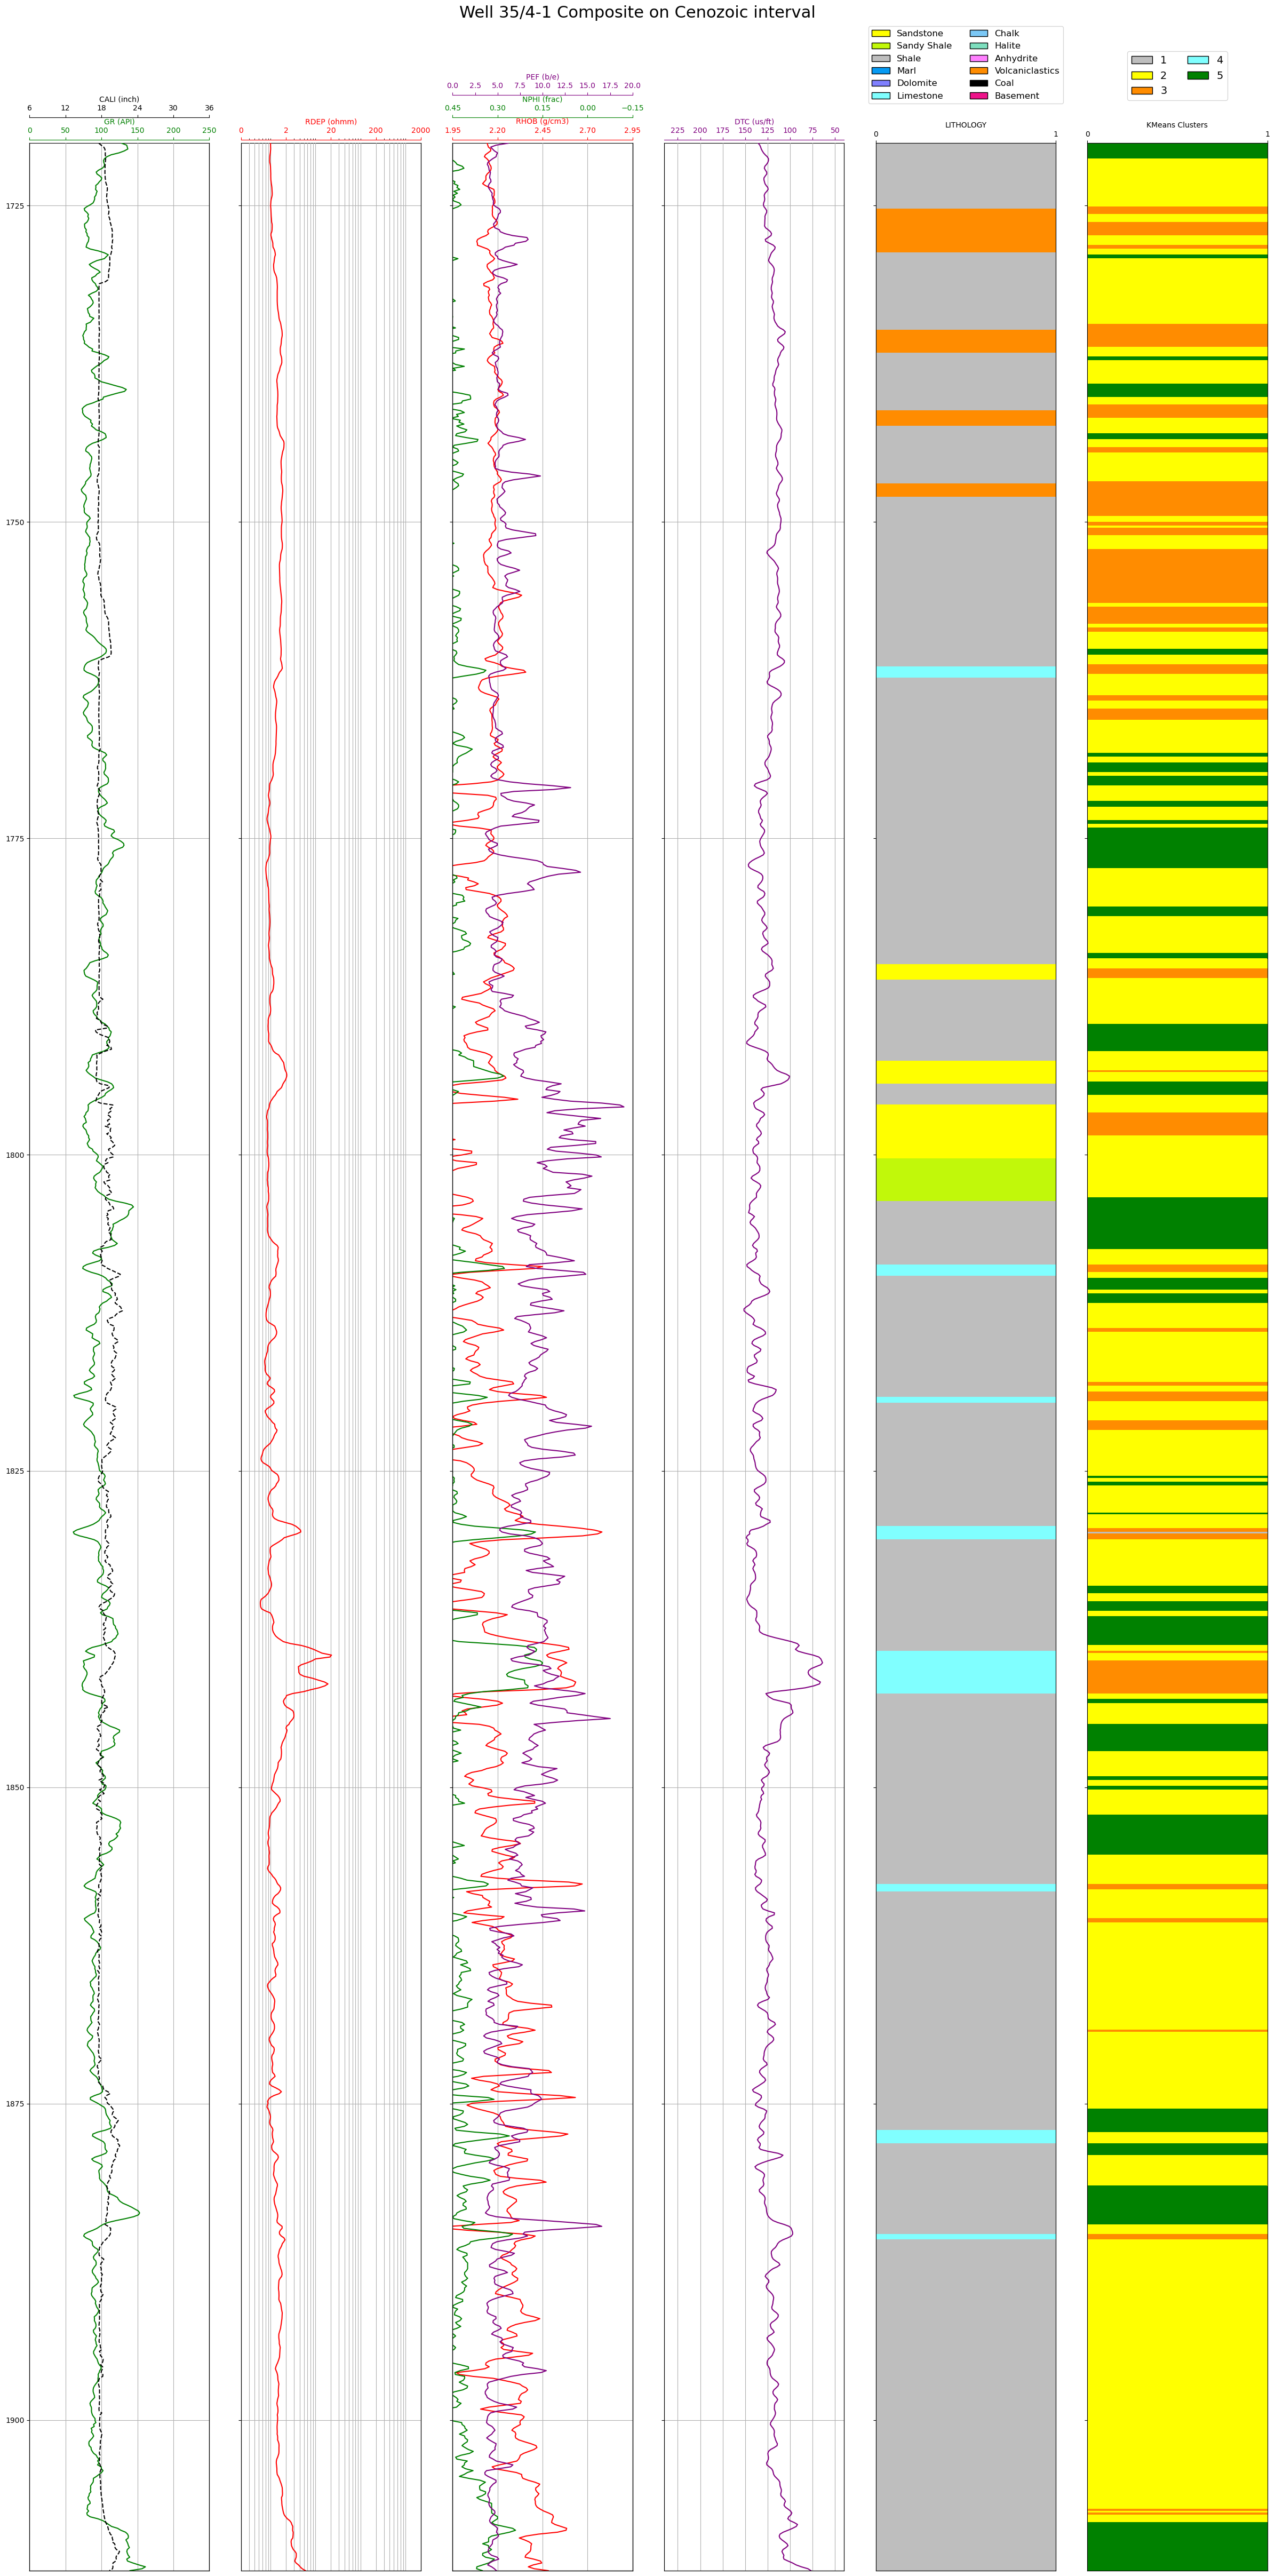 Well 35/4-1 Composite on Cenozoic interval
Sandstone Chalk
Sandy Shale Halite
Shale Anhydrite
Marl Volcaniclastics
Dolomite Coal
Limestone Basement
1 4
2 5
3
CALI (inch)
6 12 18 24 30 36
GR (API)
0 50 100 150 200 250
RDEP (ohmm)
0 2 20 200 2000
PEF (b/e)
0.0 2.5 5.0 7.5 10.0 12.5 15.0 17.5 20.0
NPHI (frac)
0.45 0.30 0.15 0.00 −0.15
RHOB (g/cm3)
1.95 2.20 2.45 2.70 2.95
DTC (us/ft)
225 200 175 150 125 100 75 50
LITHOLOGY
0 1
KMeans Clusters
0 1
1725
1750
1775
1800
1825
1850
1875
1900